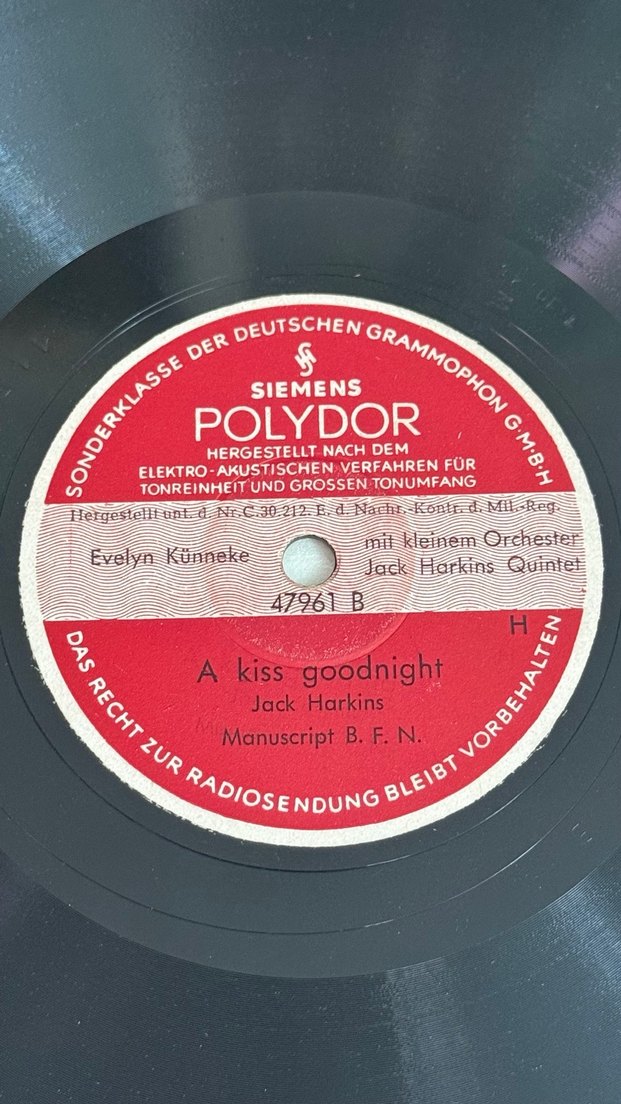 SONDERKLASSE DER DEUTSCHEN GRAMMOPHON G·M·B·H
SIEMENS
POLYDOR
HERGESTELLT NACH DEM
ELEKTRO-AKUSTISCHEN VERFAHREN FÜR
TONREINHEIT UND GROSSEN TONUMFANG
Hergestellt unt. d Nr. C. 30 212. E. d. Nachr.-Kontr. d. Mil.-Reg.
Evelyn Künneke
mit kleinem Orchester
Jack Harkins Quintet
47961 B
H
A kiss goodnight
Jack Harkins
Manuscript B. F. N.
DAS RECHT ZUR RADIOSENDUNG BLEIBT VORBEHALTEN